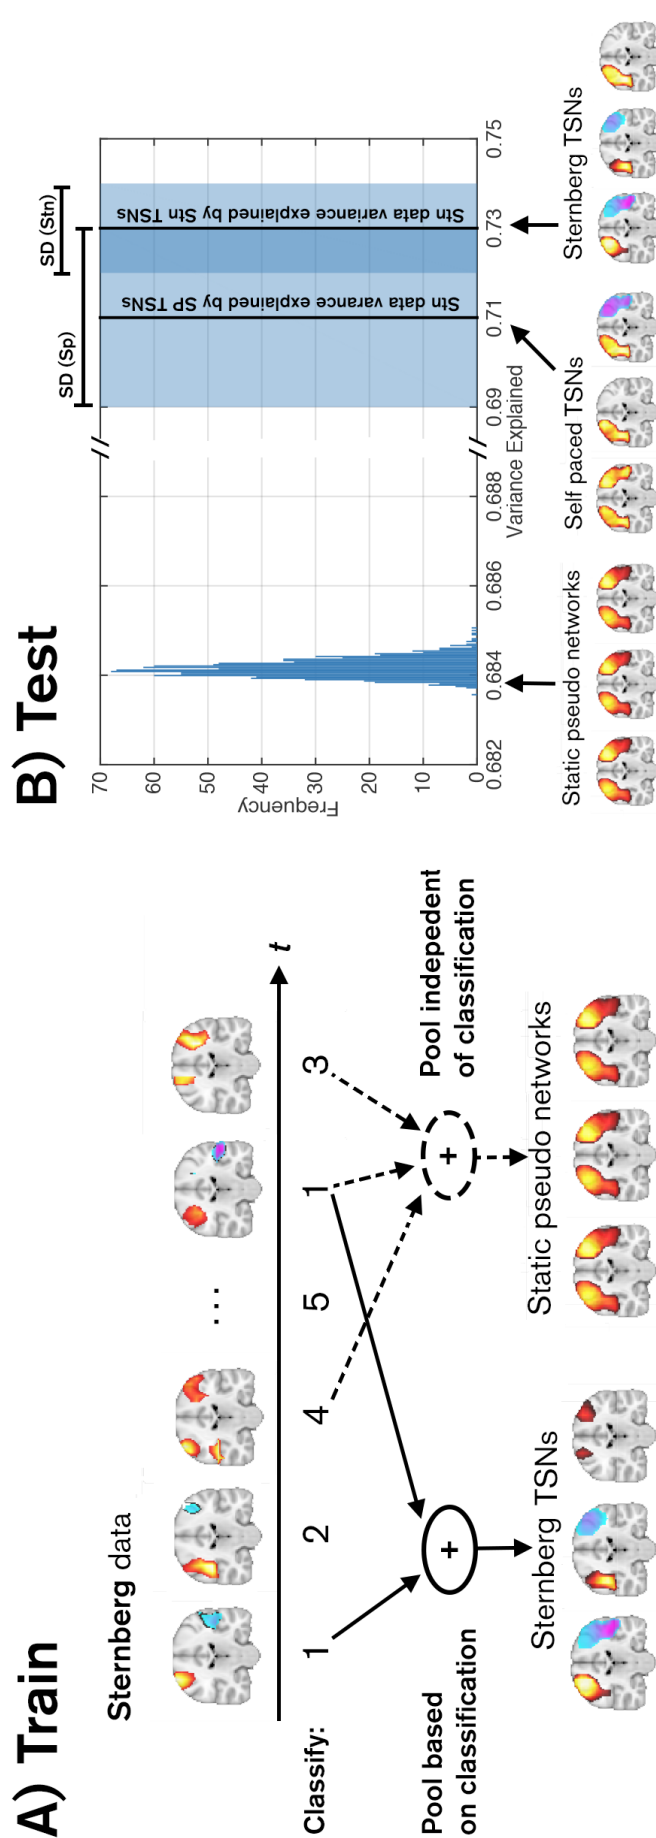 A) Train
Sternberg data
...
t
Classify:
1
2
4
5
1
3
Pool based
on classification
+
+
Pool indepedent
of classification
Sternberg TSNs
Static pseudo networks
B) Test
SD (Sp)
SD (Stn)
Frequency
70
60
50
40
30
20
10
0
Stn data variance explained by SP TSNs
Stn data variance explained by Stn TSNs
0.682
0.684
0.686
0.688
0.69
0.71
0.73
0.75
Variance Explained
Static pseudo networks
Self paced TSNs
Sternberg TSNs